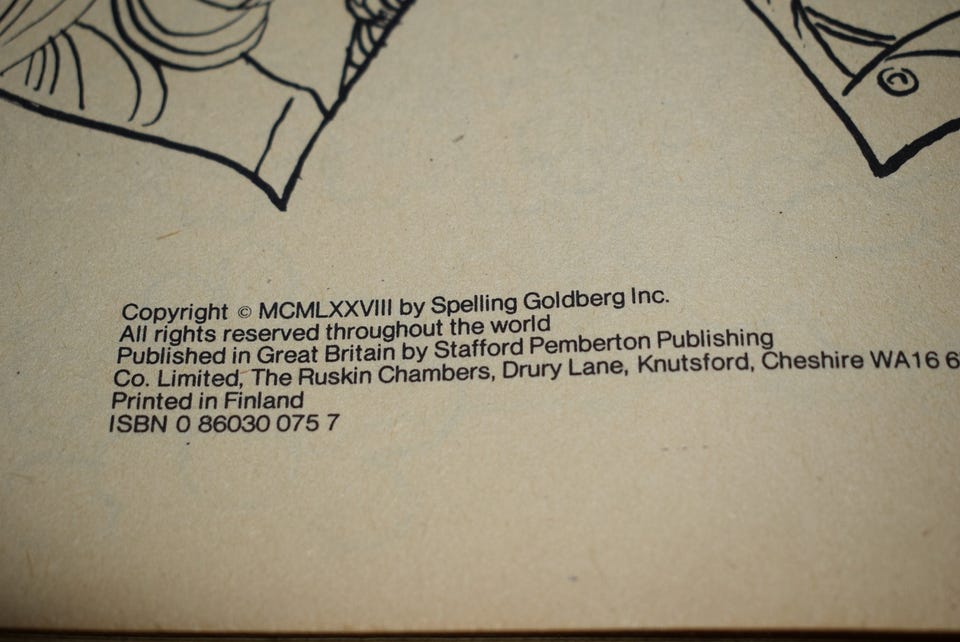 Copyright © MCMLXXVIII by Spelling Goldberg Inc.
All rights reserved throughout the world
Published in Great Britain by Stafford Pemberton Publishing
Co. Limited, The Ruskin Chambers, Drury Lane, Knutsford, Cheshire WA16 6
Printed in Finland
ISBN 0 86030 075 7